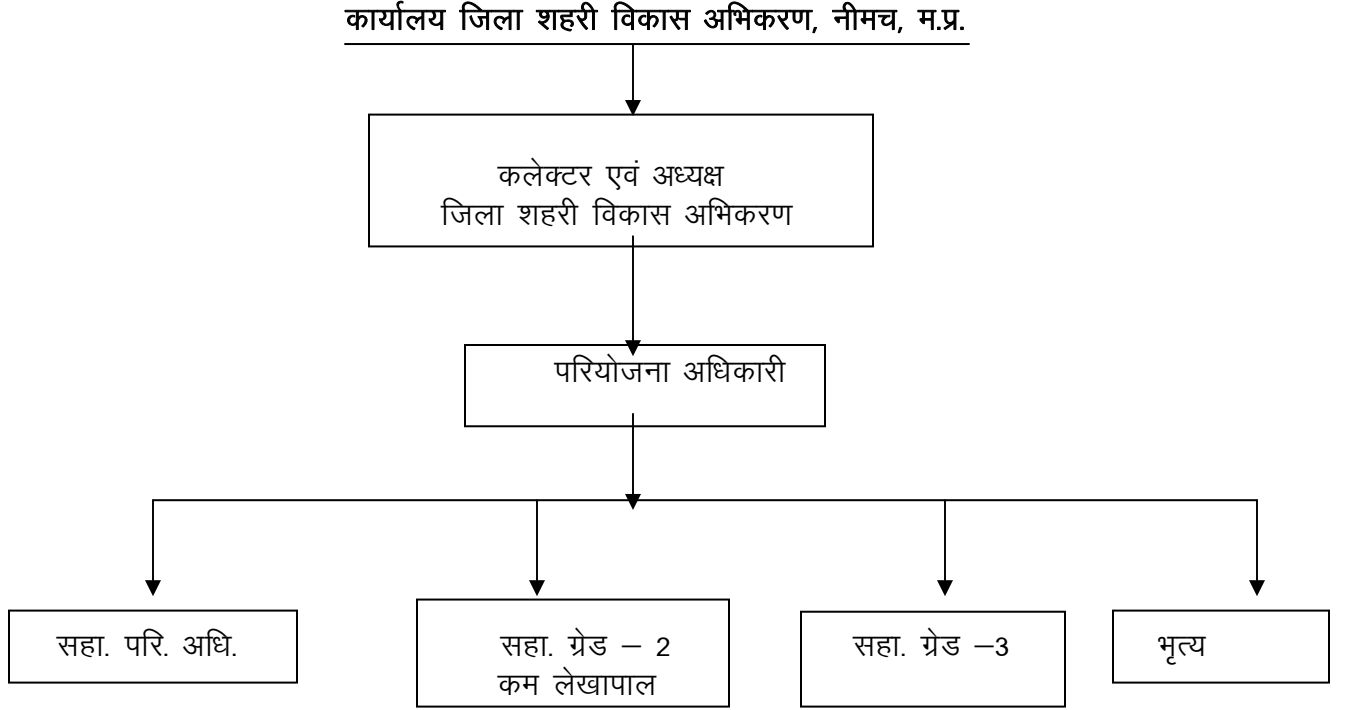 कार्यालय जिला शहरी विकास अभिकरण, नीमच, म.प्र.
कलेक्टर एवं अध्यक्ष
जिला शहरी विकास अभिकरण
परियोजना अधिकारी
सहा. परि. अधि.
सहा. ग्रेड – 2
कम लेखापाल
सहा. ग्रेड –3
भृत्य